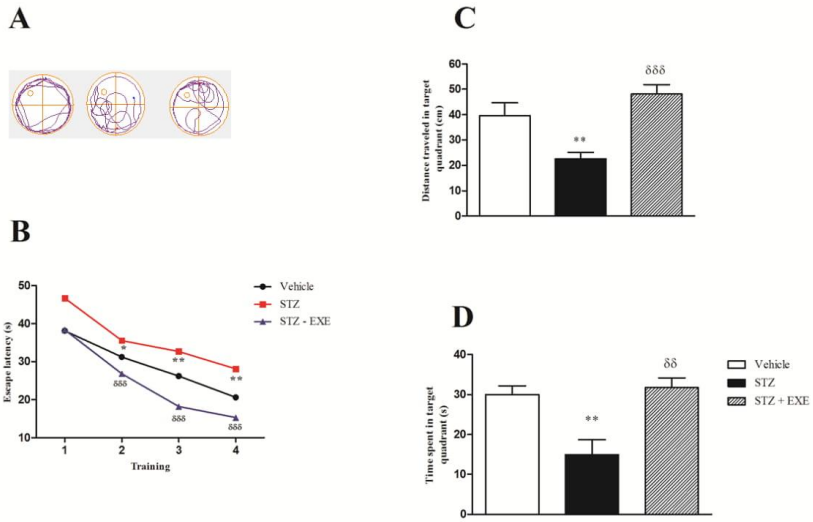 A
B
50
40
30
20
10
Escape latency (s)
1 2 3 4
Training
*
**
**
δδδ
δδδ
δδδ
Vehicle
STZ
STZ - EXE
C
60
50
40
30
20
10
0
Distance traveled in target
quadrant (cm)
**
δδδ
D
40
30
20
10
0
Time spent in target
quadrant (s)
**
δδ
Vehicle
STZ
STZ + EXE